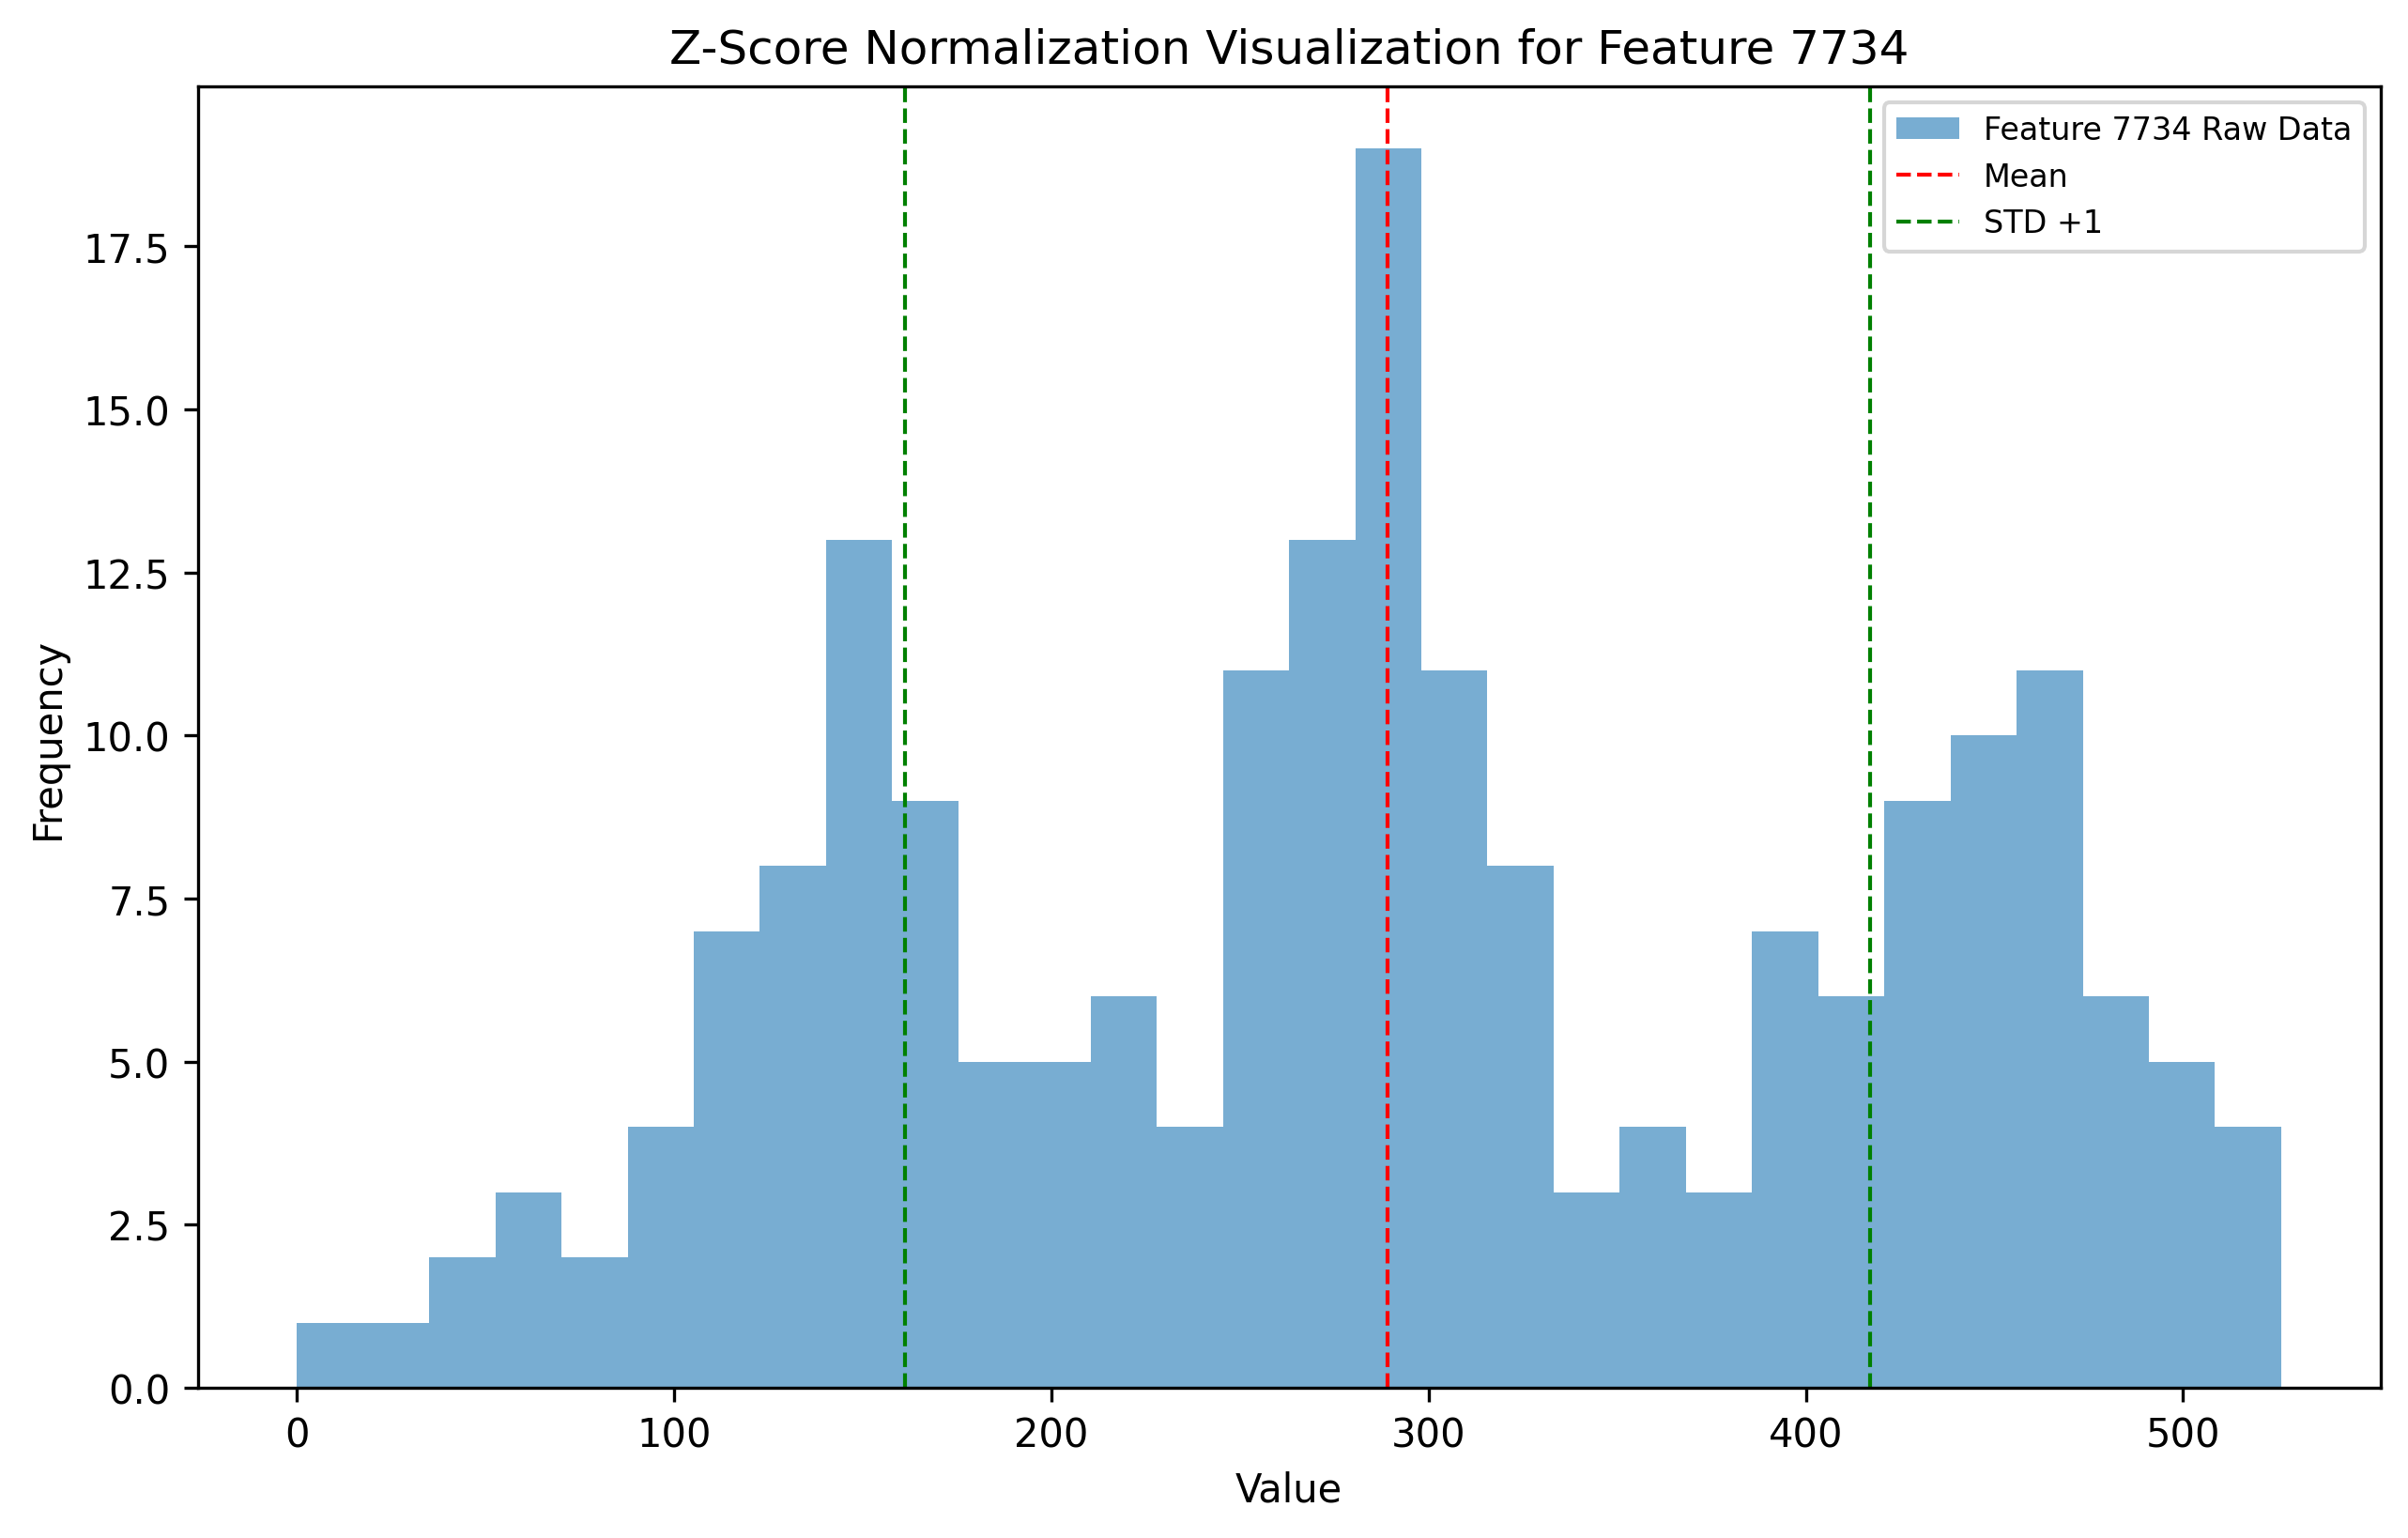 Z-Score Normalization Visualization for Feature 7734
Feature 7734 Raw Data
Mean
STD +1
17.5
15.0
12.5
10.0
7.5
5.0
2.5
0.0
Frequency
0 100 200 300 400 500
Value